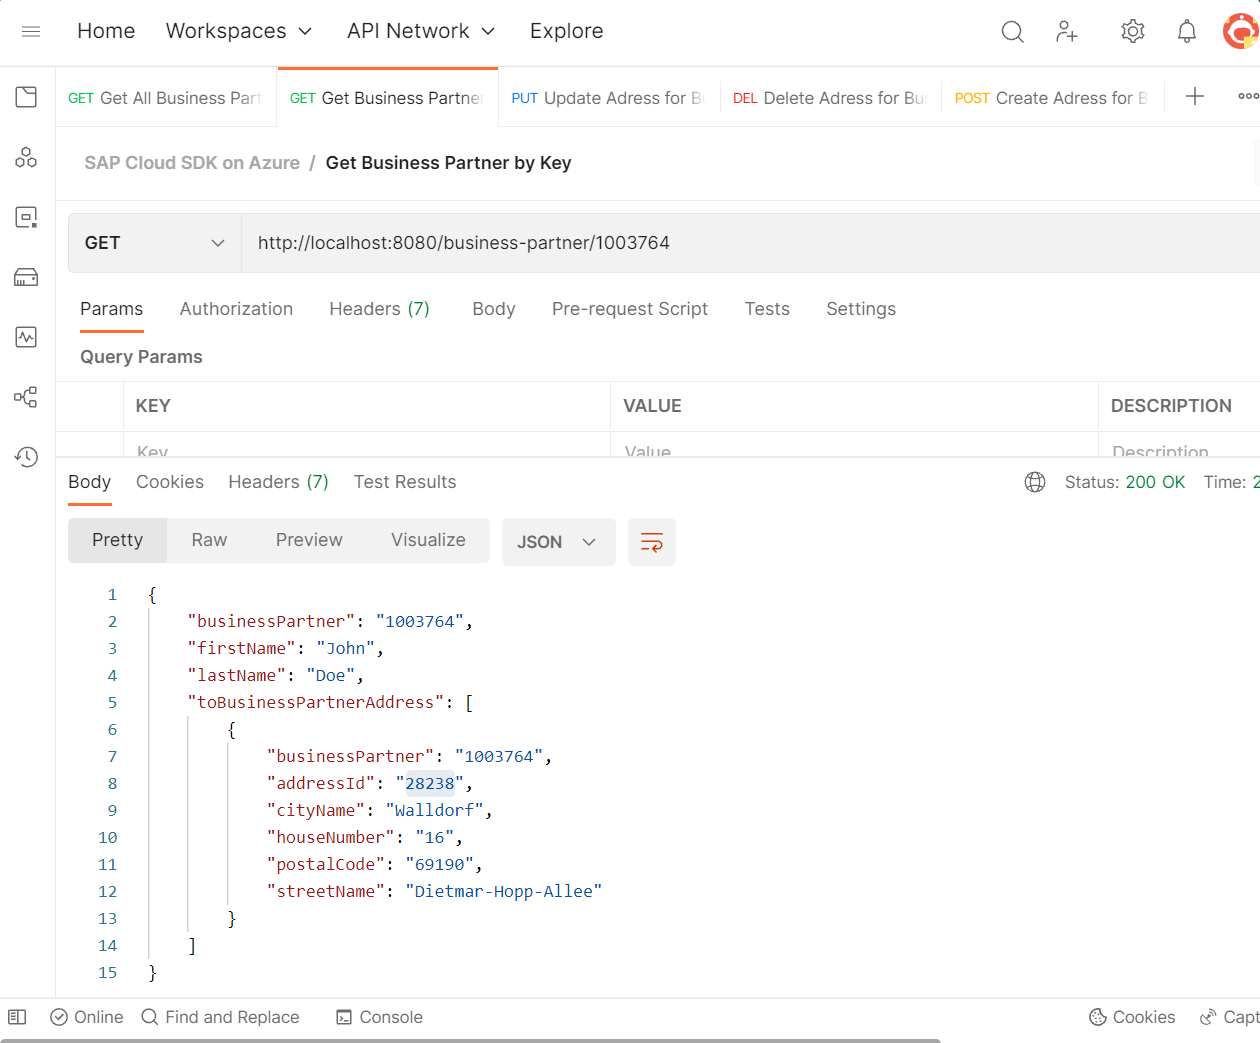 Home Workspaces API Network Explore
GET Get All Business Part GET Get Business Partner PUT Update Adress for Bu DEL Delete Adress for Bus POST Create Adress for B
SAP Cloud SDK on Azure / Get Business Partner by Key
GET http://localhost:8080/business-partner/1003764
Params Authorization Headers (7) Body Pre-request Script Tests Settings
Query Params
KEY VALUE DESCRIPTION
Key Value Description
Body Cookies Headers (7) Test Results Status: 200 OK Time: 2
Pretty Raw Preview Visualize JSON
1 {
2 "businessPartner": "1003764",
3 "firstName": "John",
4 "lastName": "Doe",
5 "toBusinessPartnerAddress": [
6 {
7 "businessPartner": "1003764",
8 "addressId": "28238",
9 "cityName": "Walldorf",
10 "houseNumber": "16",
11 "postalCode": "69190",
12 "streetName": "Dietmar-Hopp-Allee"
13 }
14 ]
15 }
Online Find and Replace Console Cookies Capt